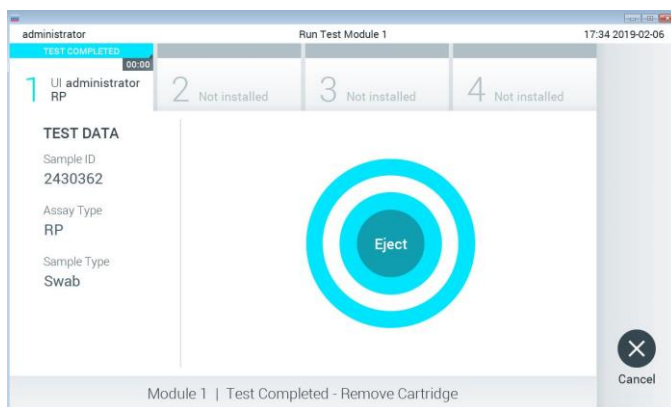 administrator Run Test Module 1 17:34 2019-02-06
TEST COMPLETED
00:00
1 UI administrator
RP
2 Not installed
3 Not installed
4 Not installed
TEST DATA
Sample ID
2430362
Assay Type
RP
Sample Type
Swab
Eject
Cancel
Module 1 | Test Completed - Remove Cartridge